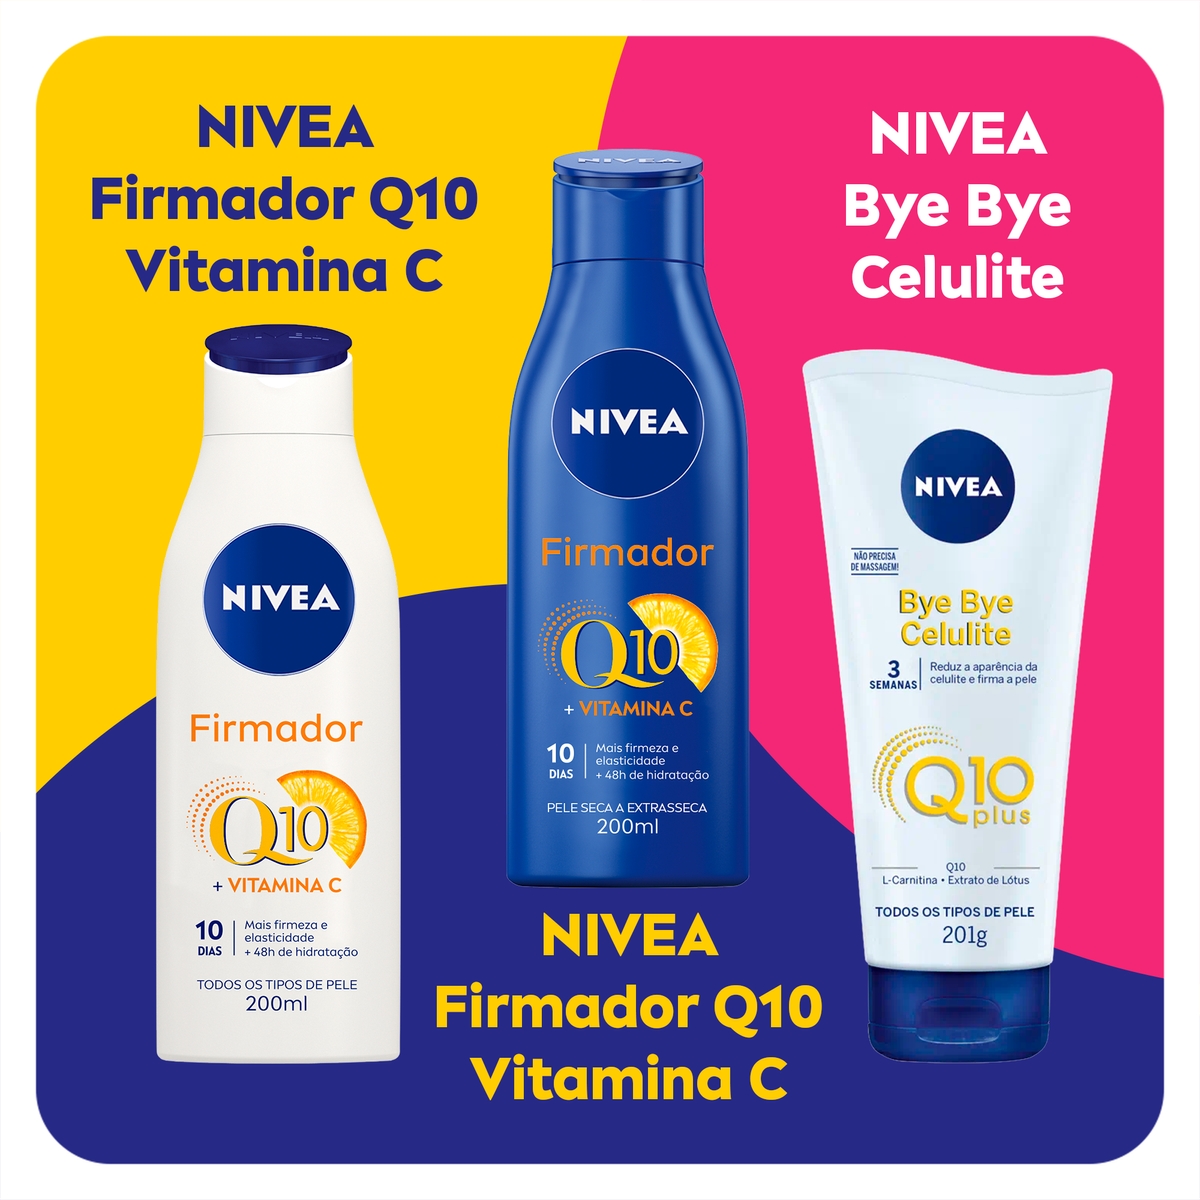 NIVEA
Firmador Q10
Vitamina C
NIVEA
Bye Bye
Celulite
NIVEA
Firmador
Q10
+ VITAMINA C
10
DIAS
Mais firmeza e
elasticidade
+ 48h de hidratação
TODOS OS TIPOS DE PELE
200ml
NIVEA
NIVEA
Firmador
Q10
+ VITAMINA C
10
DIAS
Mais firmeza e
elasticidade
+ 48h de hidratação
PELE SECA A EXTRASSECA
200ml
NIVEA
Firmador Q10
Vitamina C
NIVEA
NÃO PRECISA
DE MASSAGEM!
Bye Bye
Celulite
3
SEMANAS
Reduz a aparência da
celulite e firma a pele
Q10
plus
Q10
L-Carnitina • Extrato de Lótus
TODOS OS TIPOS DE PELE
201g